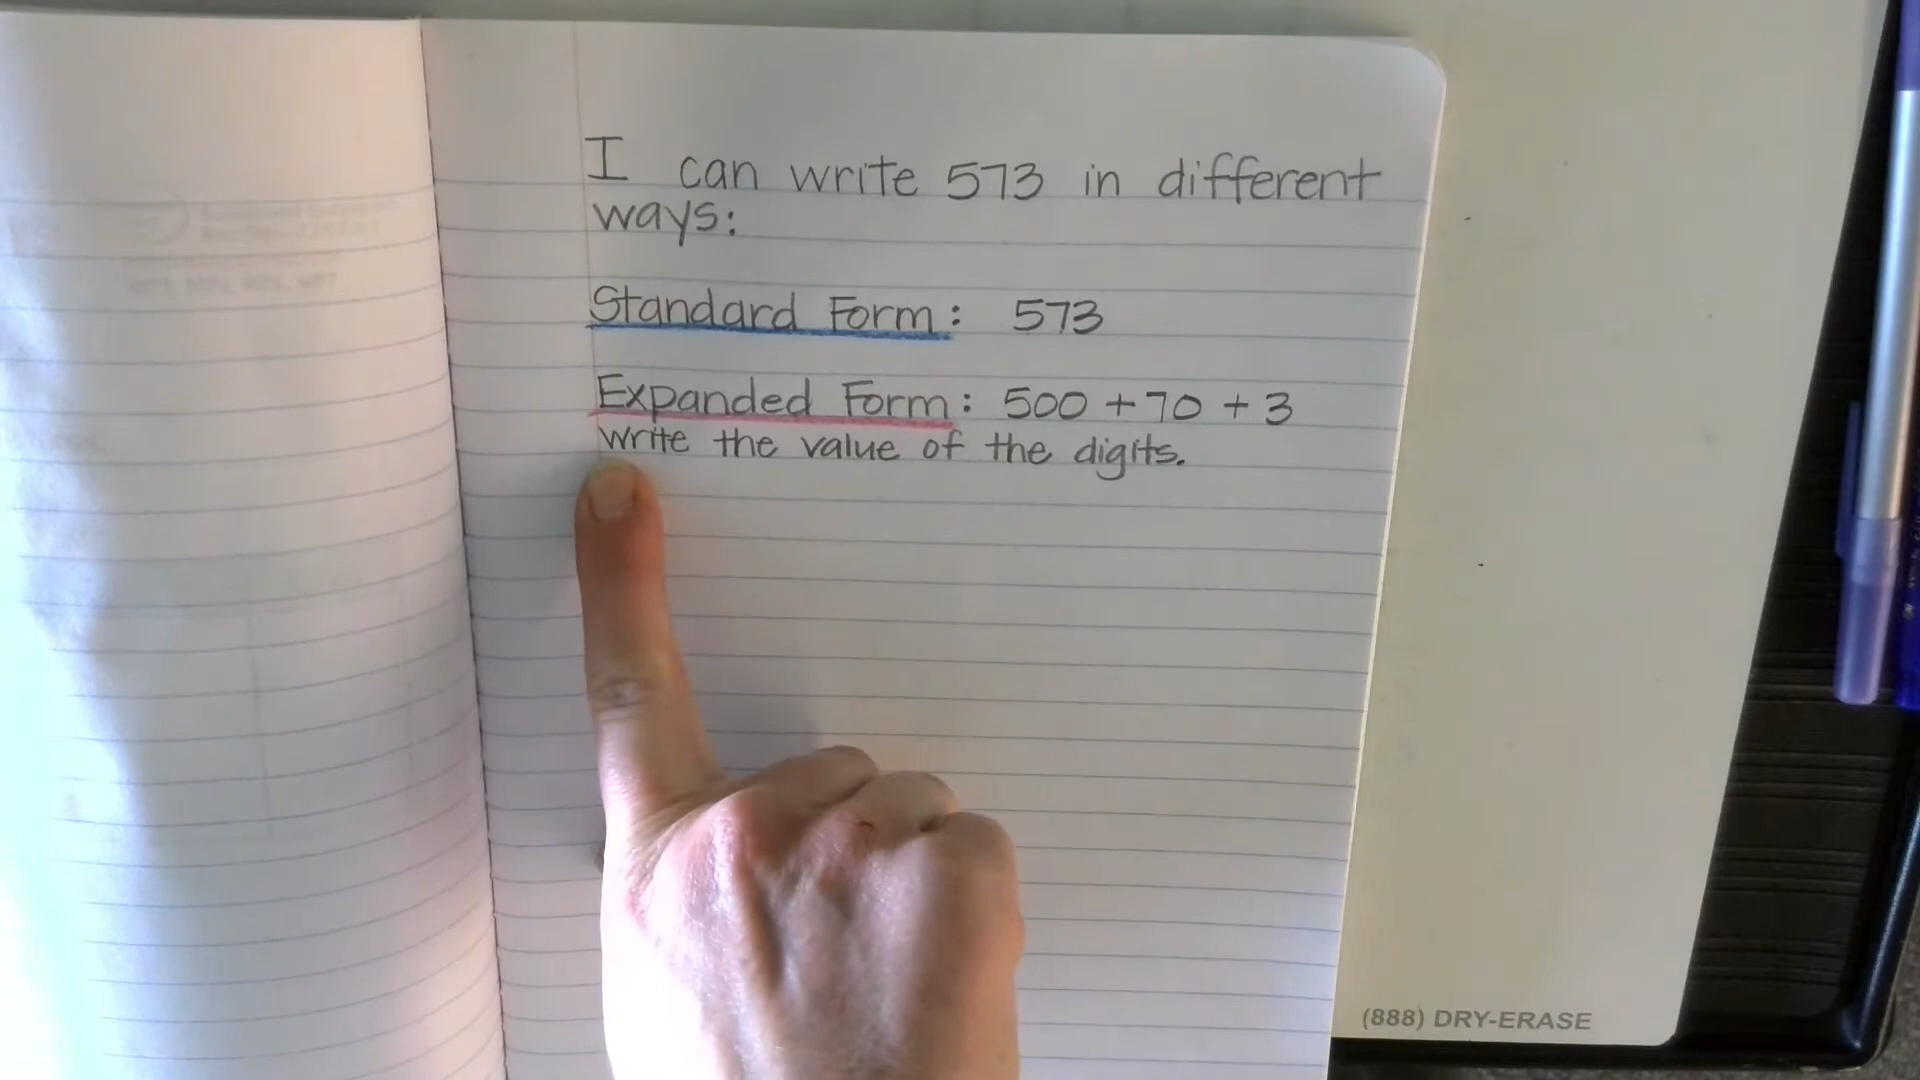 I can write 573 in different
ways:
Standard Form: 573
Expanded Form: 500 + 70 + 3
write the value of the digits.
(888) DRY-ERASE